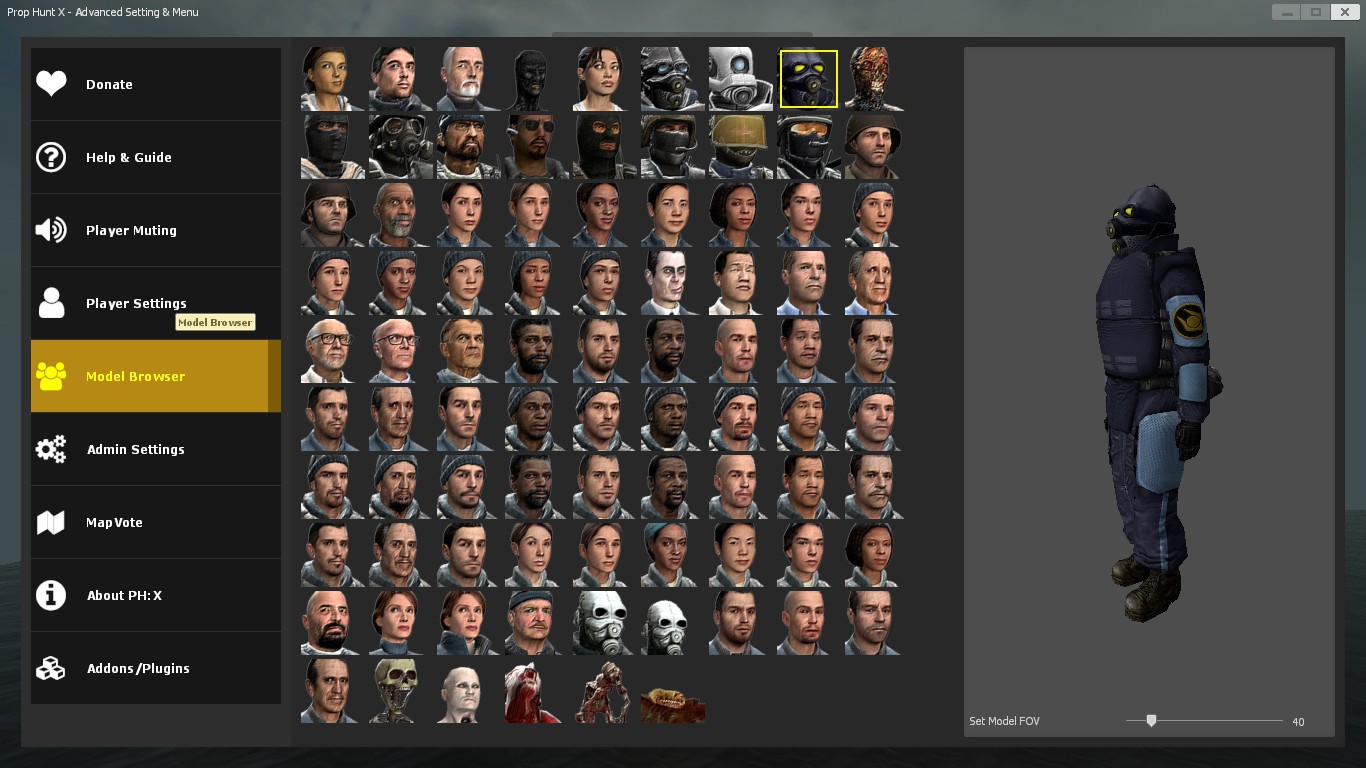 Prop Hunt X - Advanced Setting & Menu
Donate
Help & Guide
Player Muting
Player Settings
Model Browser
Model Browser
Admin Settings
MapVote
About PH:X
Addons/Plugins
Set Model FOV
40